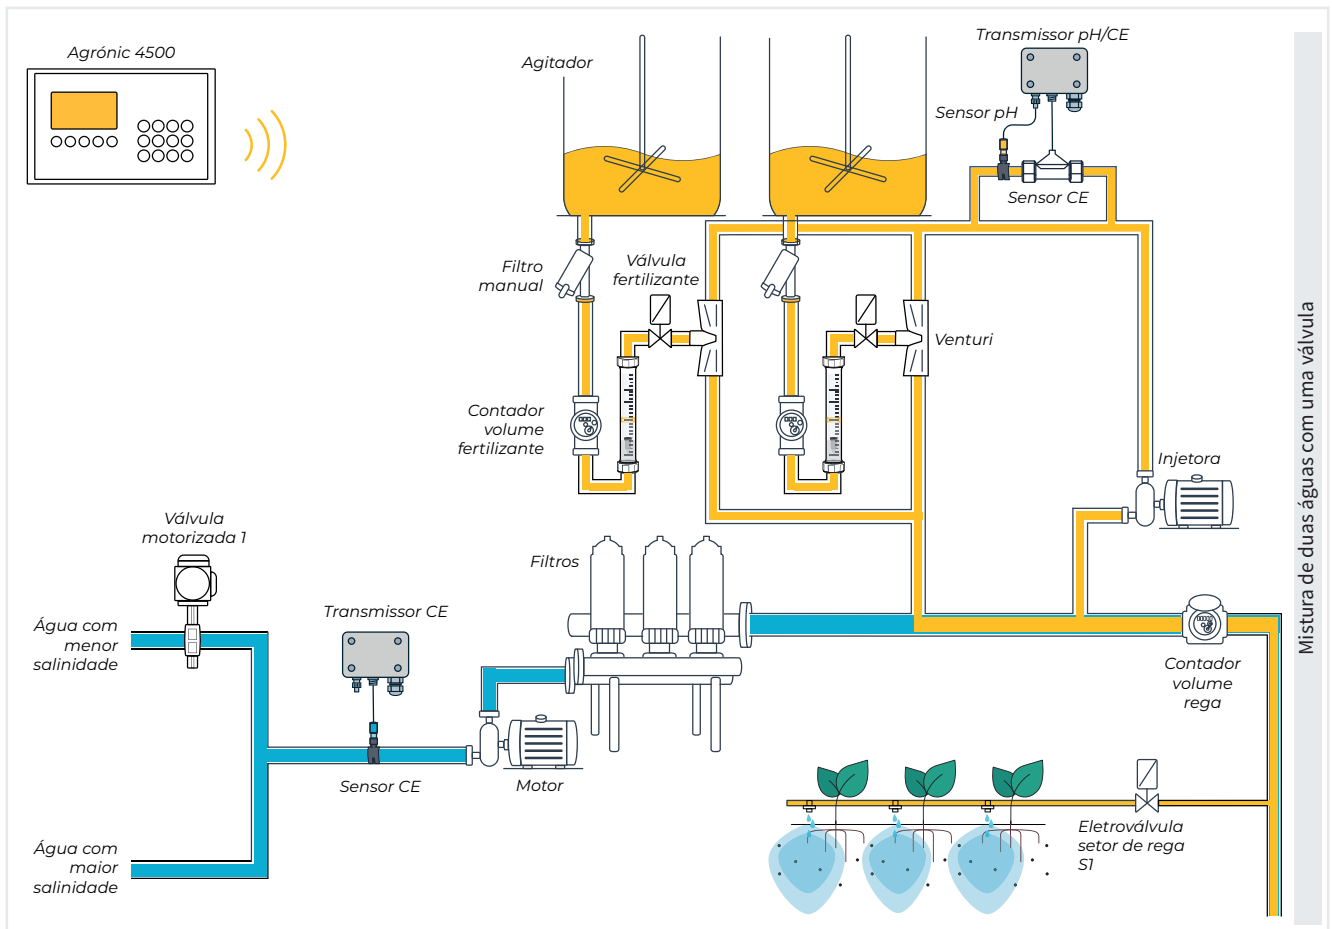 Agrónic 4500
Agitador
Transmissor pH/CE
Sensor pH
Sensor CE
Filtro
manual
Válvula
fertilizante
Venturi
Contador
volume
fertilizante
Injetora
Válvula
motorizada 1
Filtros
Transmissor CE
Água com
menor
salinidade
Contador
volume
rega
Sensor CE
Motor
Água com
maior
salinidade
Eletroválvula
setor de rega
S1
Mistura de duas águas com uma válvula